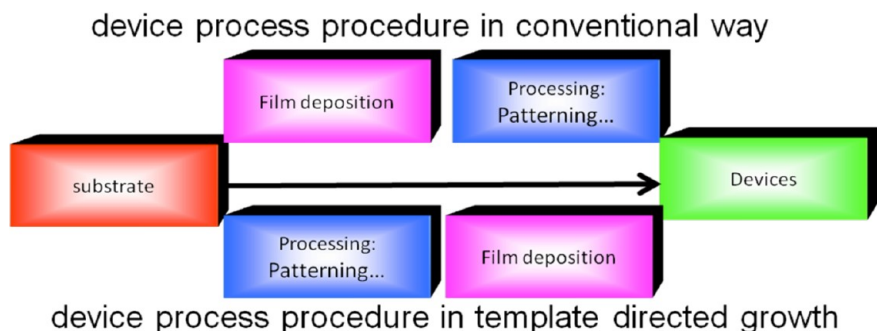 device process procedure in conventional way
Film deposition
Processing:
Patterning...
substrate
Devices
Processing:
Patterning...
Film deposition
device process procedure in template directed growth